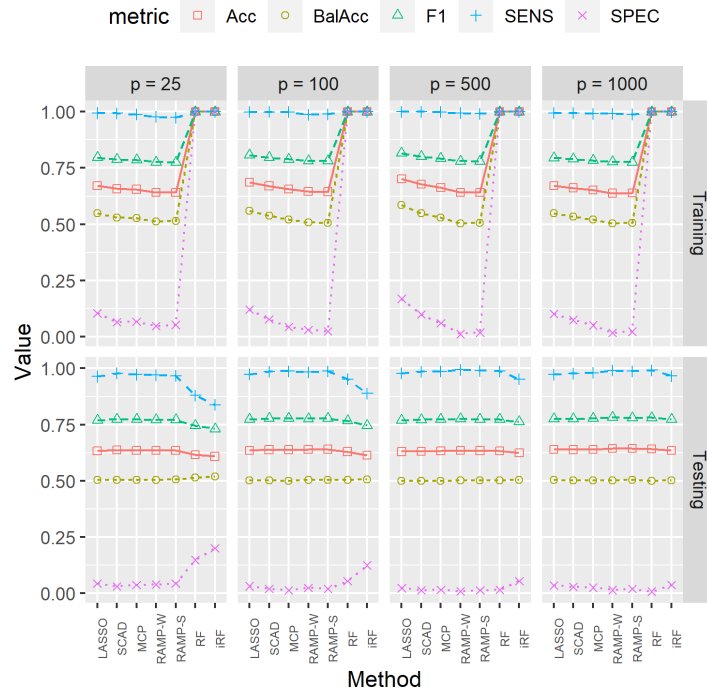 metric Acc BalAcc F1 SENS SPEC
p = 25 p = 100 p = 500 p = 1000
1.00
0.75
0.50
0.25
0.00
Training
1.00
0.75
0.50
0.25
0.00
Testing
Value
LASSO SCAD MCP RAMP-W RAMP-S RF iRF LASSO SCAD MCP RAMP-W RAMP-S RF iRF LASSO SCAD MCP RAMP-W RAMP-S RF iRF LASSO SCAD MCP RAMP-W RAMP-S RF iRF
Method